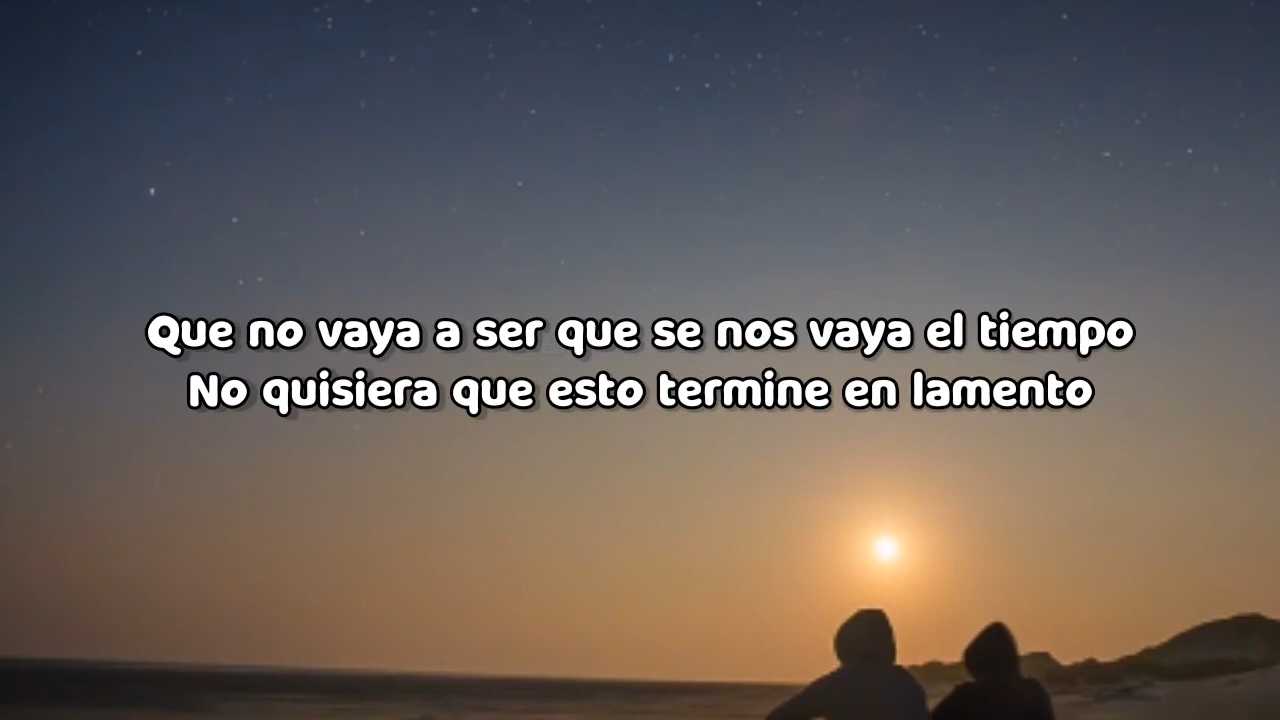 Que no vaya a ser que se nos vaya el tiempo
No quisiera que esto termine en lamento